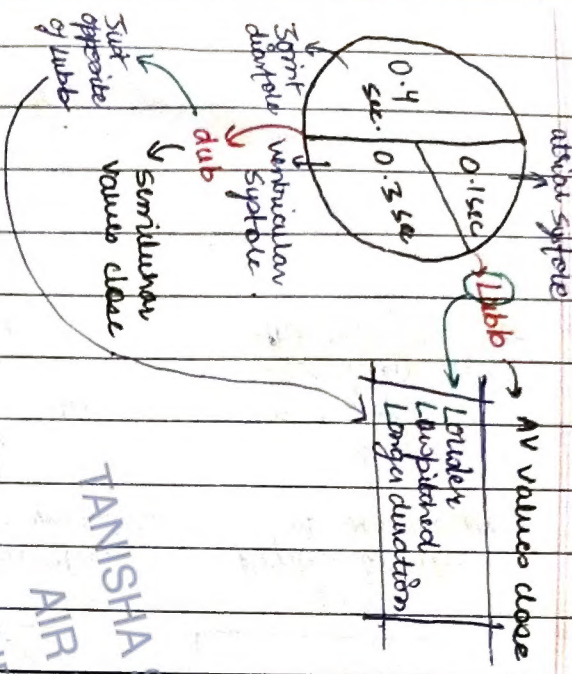 atrial systole
0.1 sec
0.4
sec.
0.3 sec
Joint
diastole
ventricular
systole.
Lubb
AV valves close
Louder
Low pitched
Longer duration
dub
semilunar
valves close
Just
opposite
of lubb.
TANISHA
AIR